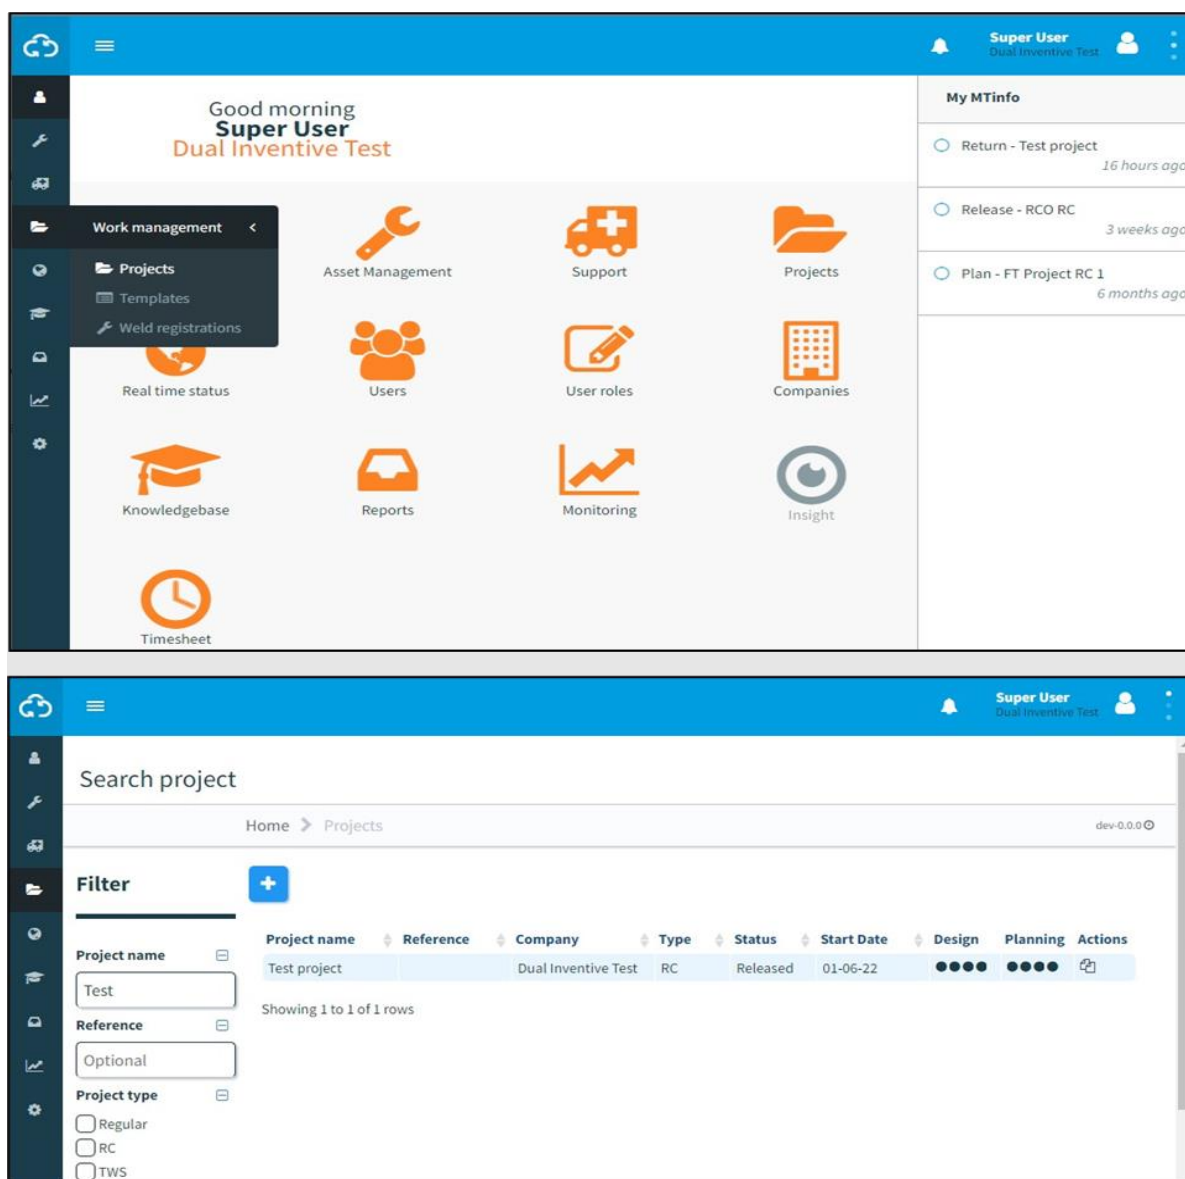 Super User
Dual Inventive Test
Good morning
Super User
Dual Inventive Test
My MTinfo
Return - Test project
16 hours ago
Release - RCO RC
3 weeks ago
Plan - FT Project RC 1
6 months ago
Work management
Projects
Templates
Weld registrations
Asset Management
Support
Projects
Real time status
Users
User roles
Companies
Knowledgebase
Reports
Monitoring
Insight
Timesheet
Super User
Dual Inventive Test
Search project
Home > Projects
dev-0.0.0
Filter
Project name
Test
Reference
Optional
Project type
Regular
RC
TWS
+
Project name Reference Company Type Status Start Date Design Planning Actions
Test project Dual Inventive Test RC Released 01-06-22
Showing 1 to 1 of 1 rows